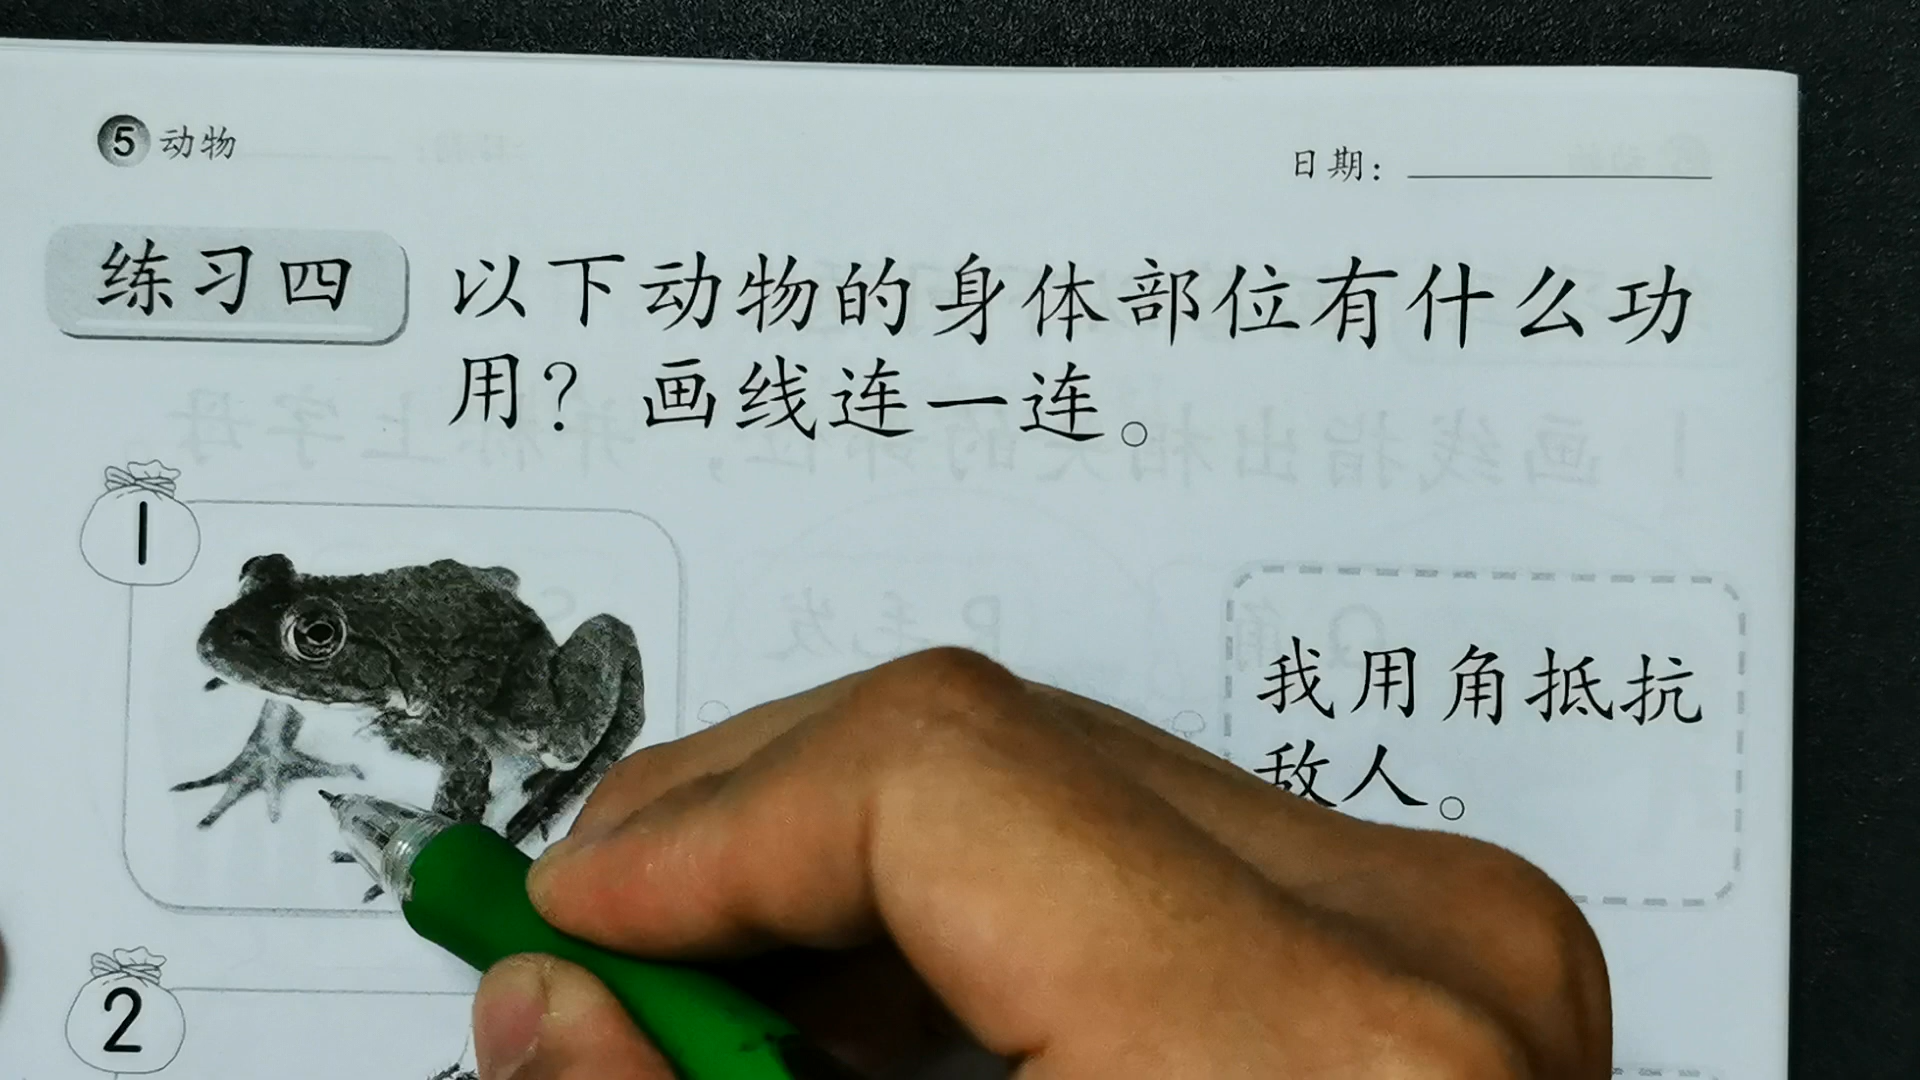 5 动物
日期：
练习四
以下动物的身体部位有什么功
用？画线连一连。
1
我用角抵抗
敌人。
2